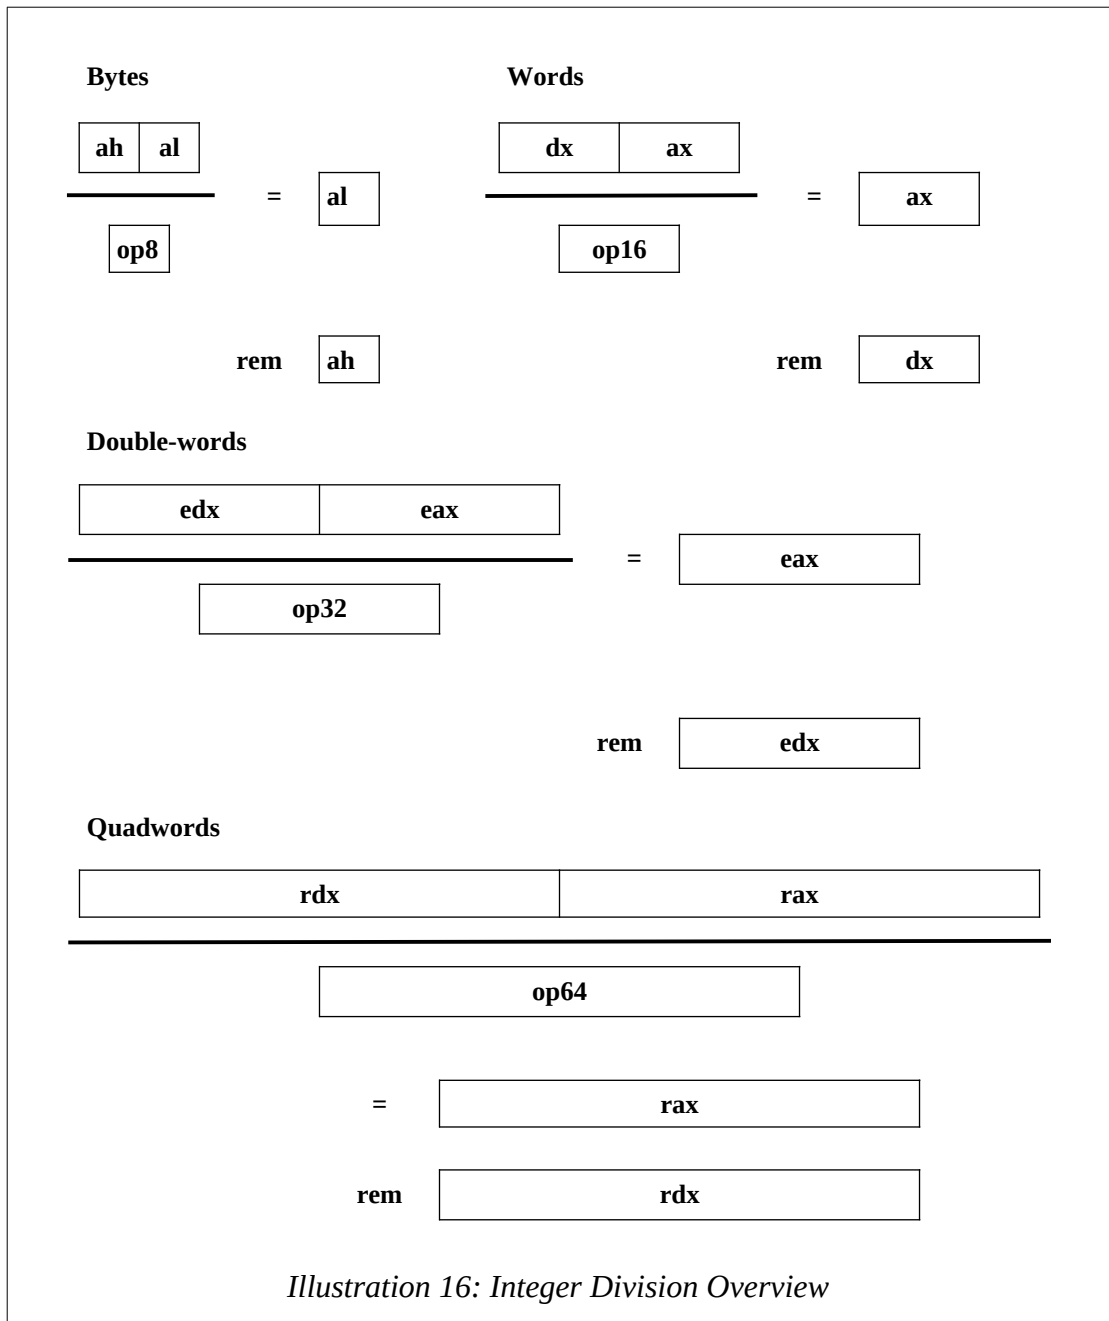 Bytes
ah al
= al
op8
rem ah
Words
dx ax
= ax
op16
rem dx
Double-words
edx eax
= eax
op32
rem edx
Quadwords
rdx rax
op64
= rax
rem rdx
Illustration 16: Integer Division Overview